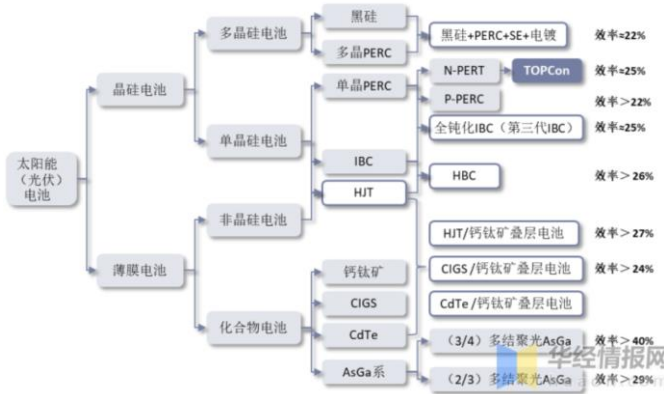 太阳能
（光伏）
电池
晶硅电池
薄膜电池
多晶硅电池
单晶硅电池
非晶硅电池
化合物电池
黑硅
多晶PERC
单晶PERC
IBC
HJT
钙钛矿
CIGS
CdTe
AsGa系
黑硅+PERC+SE+电镀 效率≈22%
N-PERT TOPCon 效率≈25%
P-PERC 效率＞22%
全钝化IBC（第三代IBC） 效率≈25%
HBC 效率＞26%
HJT/钙钛矿叠层电池 效率＞27%
CIGS/钙钛矿叠层电池 效率＞24%
CdTe/钙钛矿叠层电池
（3/4）多结聚光AsGa 效率＞40%
（2/3）多结聚光AsGa 效率＞29%
华经情报网